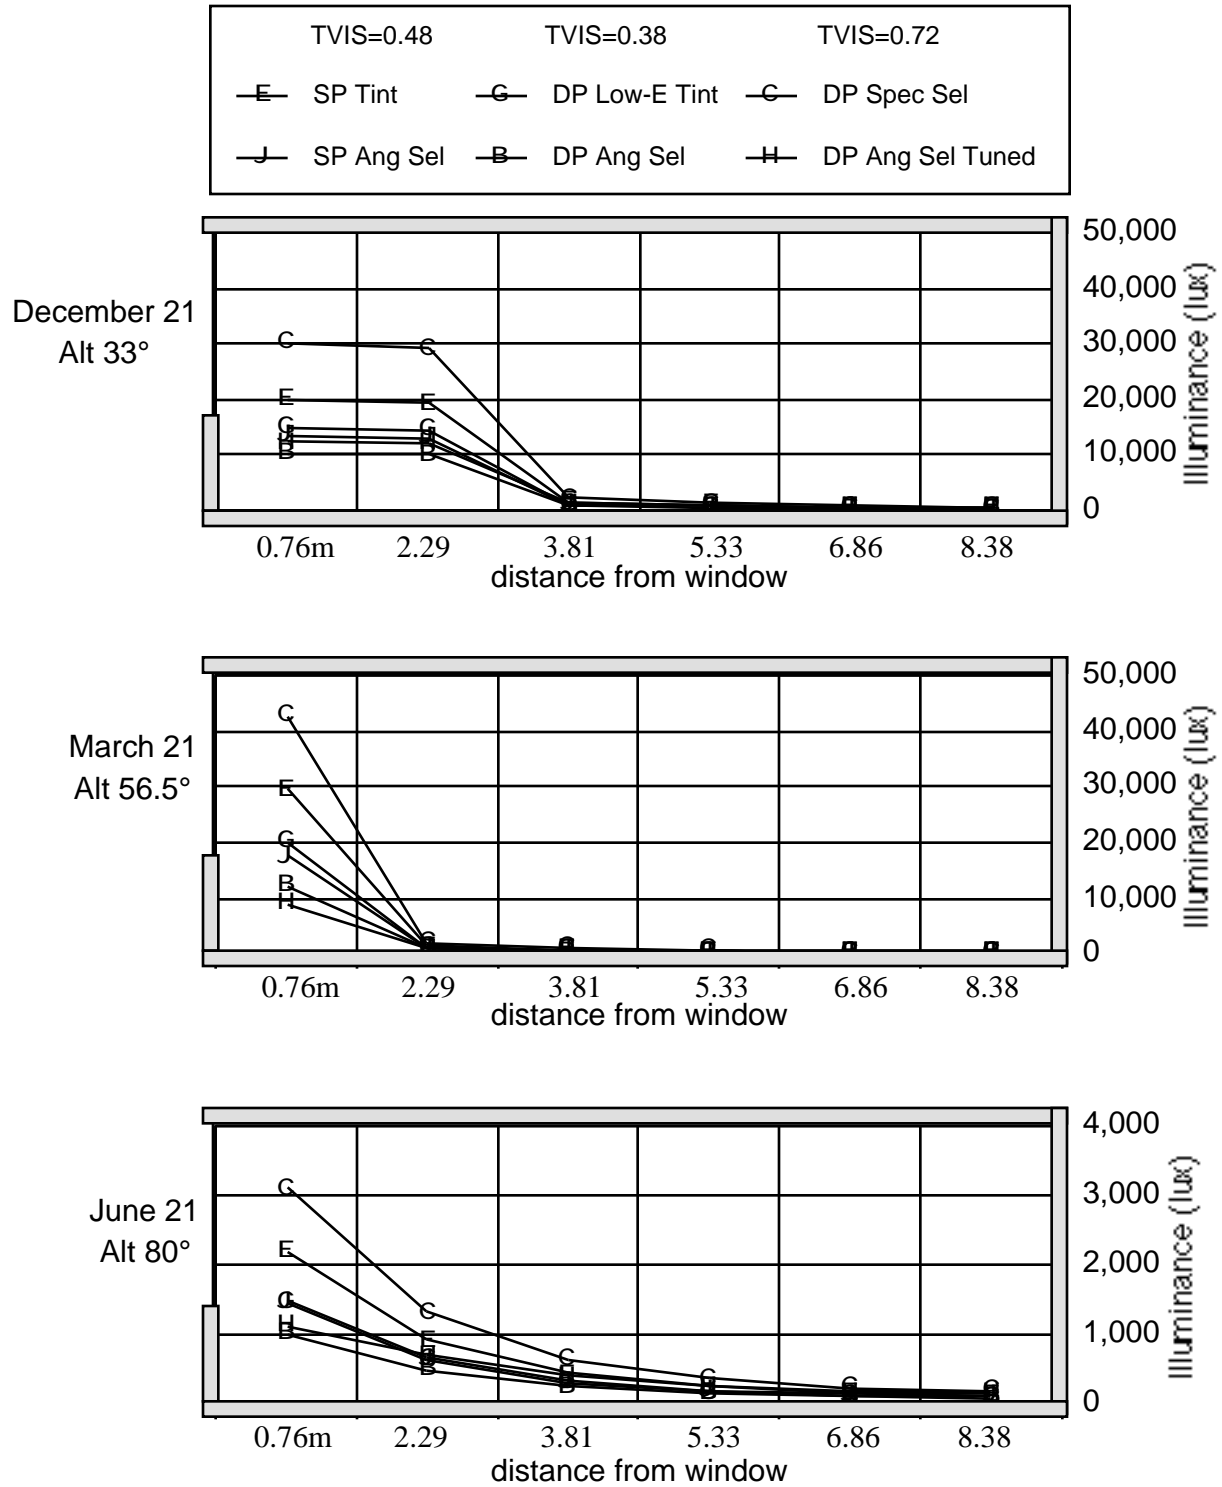 TVIS=0.48 TVIS=0.38 TVIS=0.72
E SP Tint G DP Low-E Tint C DP Spec Sel
J SP Ang Sel B DP Ang Sel H DP Ang Sel Tuned
December 21
Alt 33°
50,000
40,000
30,000
20,000
10,000
0
Illuminance (lux)
C C
E E
G G
J J
B B
0.76m 2.29 3.81 5.33 6.86 8.38
distance from window
March 21
Alt 56.5°
50,000
40,000
30,000
20,000
10,000
0
Illuminance (lux)
C
E
G
J
B
H
0.76m 2.29 3.81 5.33 6.86 8.38
distance from window
June 21
Alt 80°
4,000
3,000
2,000
1,000
0
Illuminance (lux)
C
E
C
H
B
0.76m 2.29 3.81 5.33 6.86 8.38
distance from window